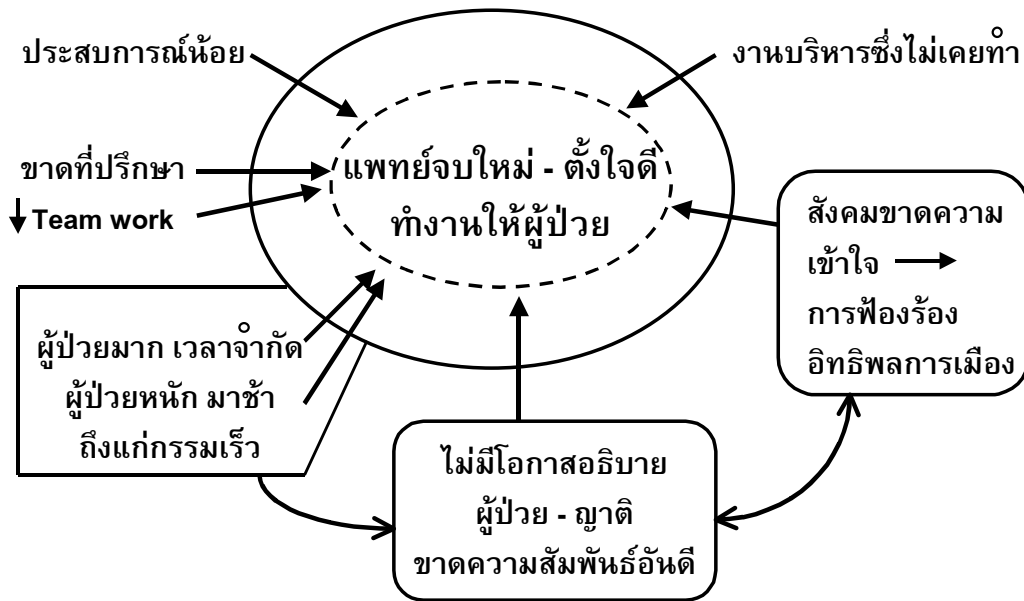 ประสบการณ์น้อย
งานบริหารซึ่งไม่เคยทำ
ขาดที่ปรึกษา
↓ Team work
แพทย์จบใหม่ - ตั้งใจดี
ทำงานให้ผู้ป่วย
สังคมขาดความ
เข้าใจ →
การฟ้องร้อง
อิทธิพลการเมือง
ผู้ป่วยมาก เวลาจำกัด
ผู้ป่วยหนัก มาช้า
ถึงแก่กรรมเร็ว
ไม่มีโอกาสอธิบาย
ผู้ป่วย - ญาติ
ขาดความสัมพันธ์อันดี